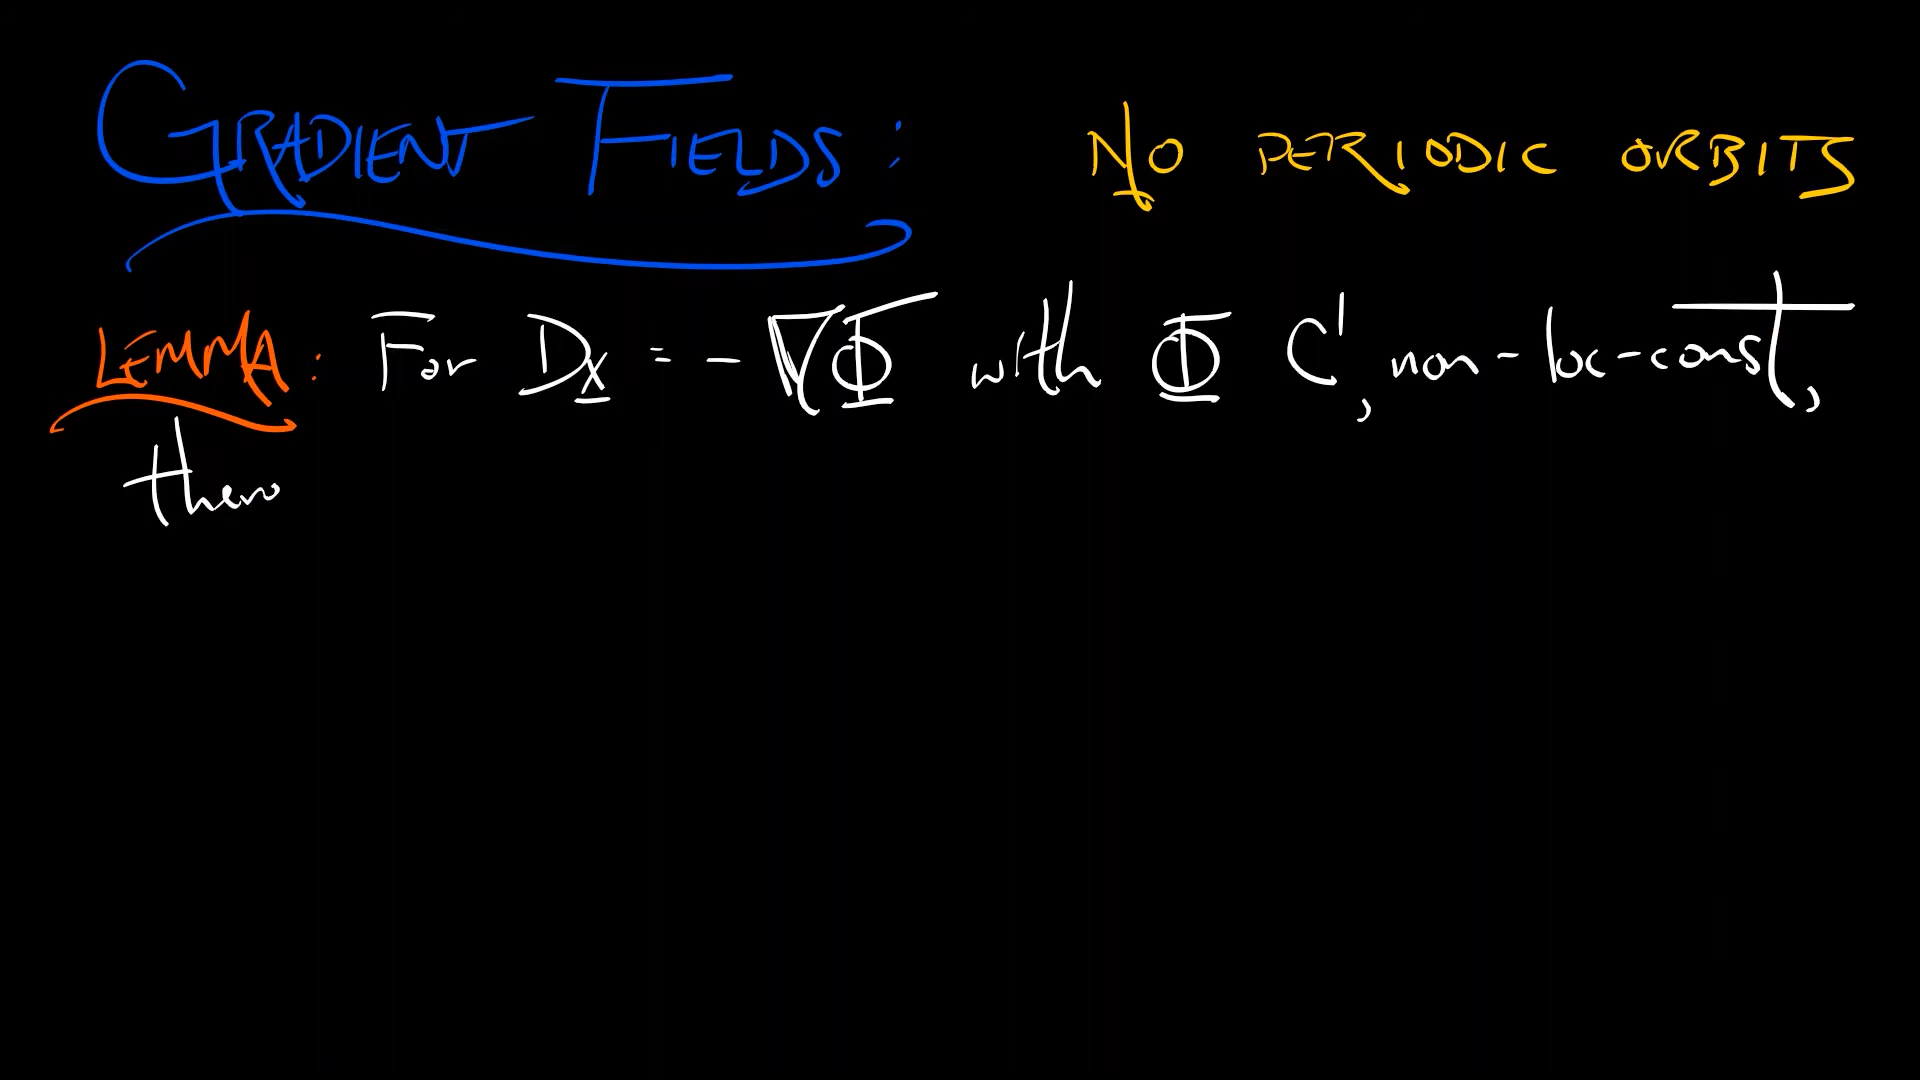 GRADIENT FIELDS: NO PERIODIC ORBITS
LEMMA: For Dx = -∇Φ with Φ C¹, non-loc-const,
then